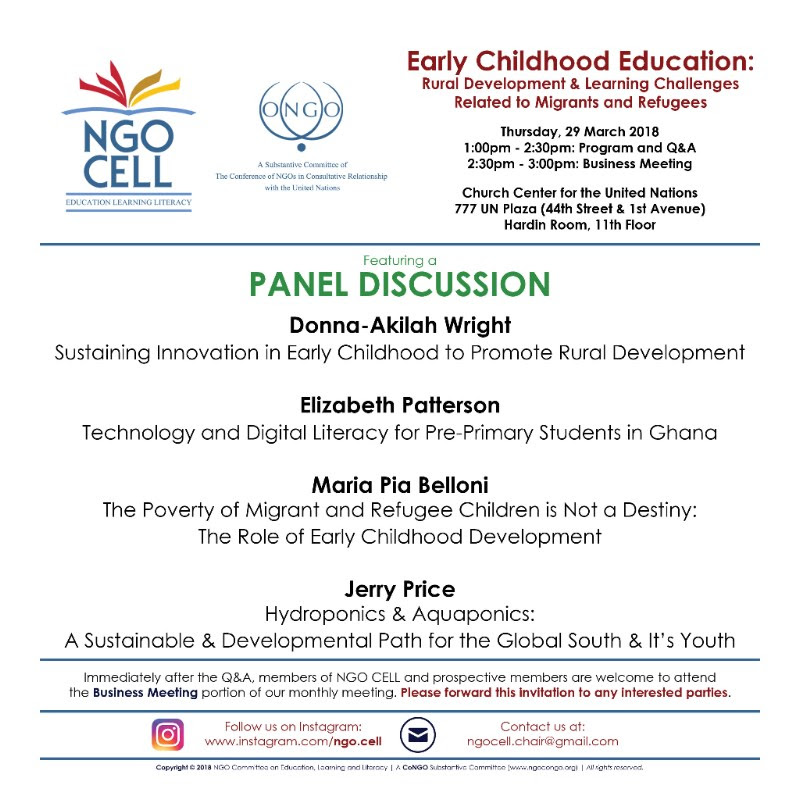 NGO
CELL
EDUCATION LEARNING LITERACY
CONGO
A Substantive Committee of
The Conference of NGOs in Consultative Relationship
with the United Nations
Early Childhood Education:
Rural Development & Learning Challenges
Related to Migrants and Refugees
Thursday, 29 March 2018
1:00pm - 2:30pm: Program and Q&A
2:30pm - 3:00pm: Business Meeting
Church Center for the United Nations
777 UN Plaza (44th Street & 1st Avenue)
Hardin Room, 11th Floor
Featuring a
PANEL DISCUSSION
Donna-Akilah Wright
Sustaining Innovation in Early Childhood to Promote Rural Development
Elizabeth Patterson
Technology and Digital Literacy for Pre-Primary Students in Ghana
Maria Pia Belloni
The Poverty of Migrant and Refugee Children is Not a Destiny:
The Role of Early Childhood Development
Jerry Price
Hydroponics & Aquaponics:
A Sustainable & Developmental Path for the Global South & It's Youth
Immediately after the Q&A, members of NGO CELL and prospective members are welcome to attend
the Business Meeting portion of our monthly meeting. Please forward this invitation to any interested parties.
Follow us on Instagram:
www.instagram.com/ngo.cell
Contact us at:
ngocell.chair@gmail.com
Copyright © 2018 NGO Committee on Education, Learning and Literacy | A CoNGO Substantive Committee (www.ngocongo.org) | All rights reserved.